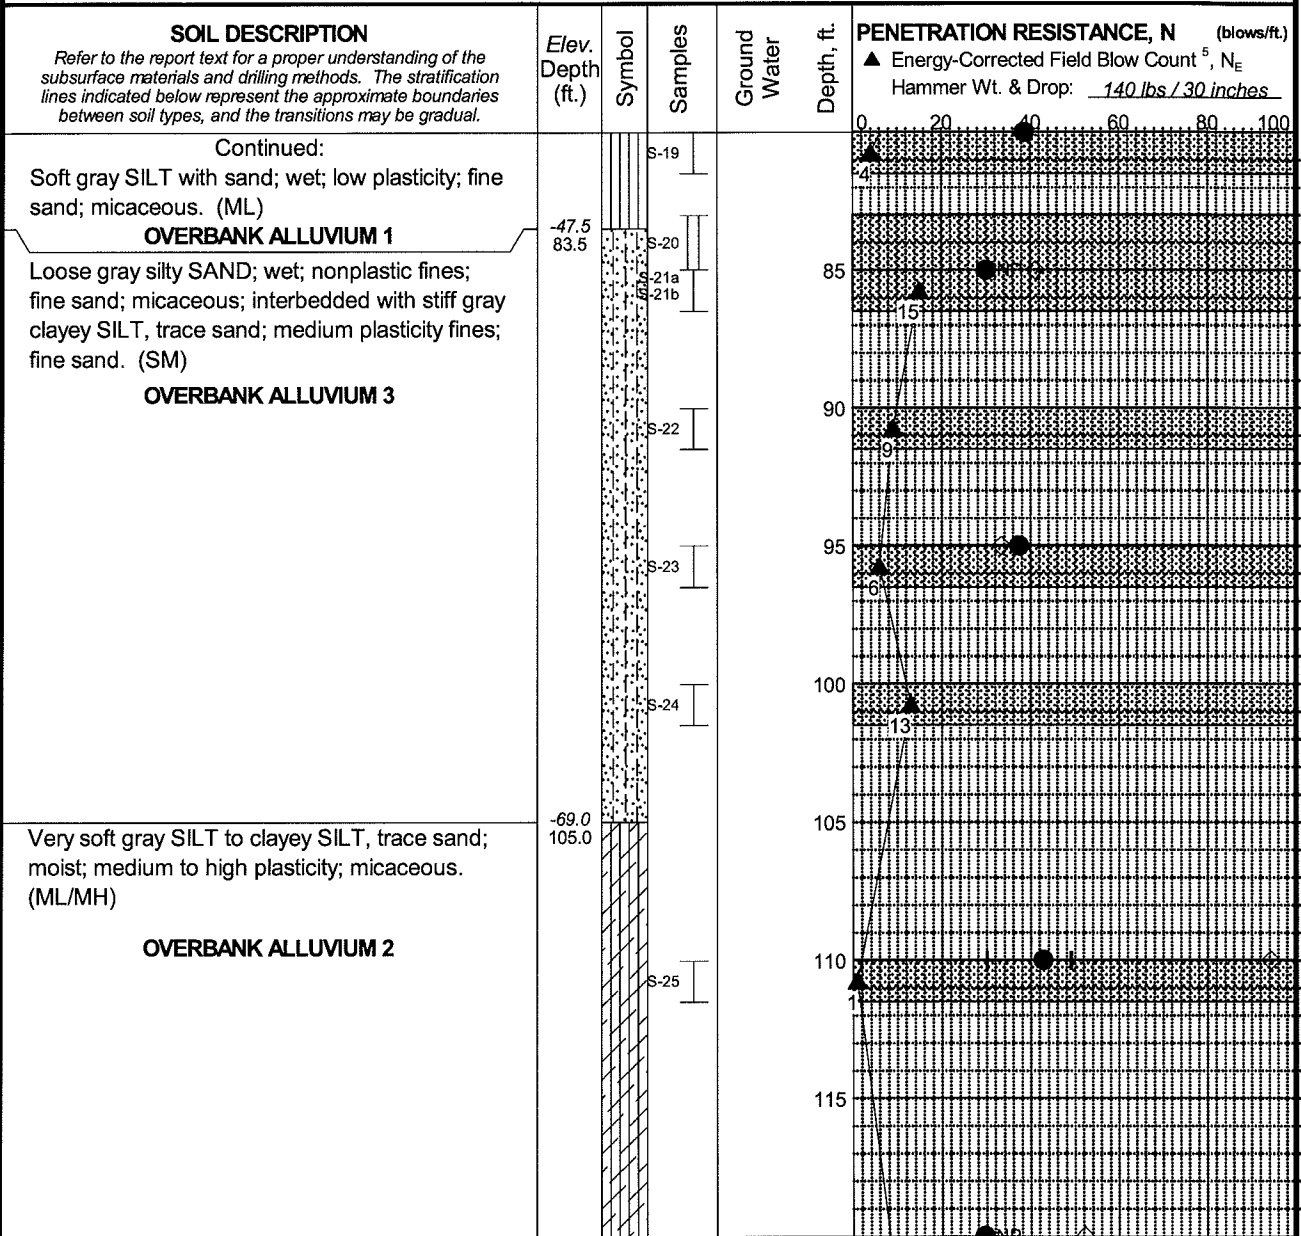 SOIL DESCRIPTION
Refer to the report text for a proper understanding of the
subsurface materials and drilling methods. The stratification
lines indicated below represent the approximate boundaries
between soil types, and the transitions may be gradual.
Elev.
Depth
(ft.)
Symbol
Samples
Ground
Water
Depth, ft.
PENETRATION RESISTANCE, N (blows/ft.)
▲ Energy-Corrected Field Blow Count 5, NE
Hammer Wt. & Drop: 140 lbs / 30 inches
0 20 40 60 80 100
Continued:
Soft gray SILT with sand; wet; low plasticity; fine
sand; micaceous. (ML)
OVERBANK ALLUVIUM 1
-47.5
83.5
Loose gray silty SAND; wet; nonplastic fines;
fine sand; micaceous; interbedded with stiff gray
clayey SILT, trace sand; medium plasticity fines;
fine sand. (SM)
OVERBANK ALLUVIUM 3
-69.0
105.0
Very soft gray SILT to clayey SILT, trace sand;
moist; medium to high plasticity; micaceous.
(ML/MH)
OVERBANK ALLUVIUM 2
S-19
S-20
S-21a
S-21b
S-22
S-23
S-24
S-25
85
90
95
100
105
110
115
4
15
9
6
13
1